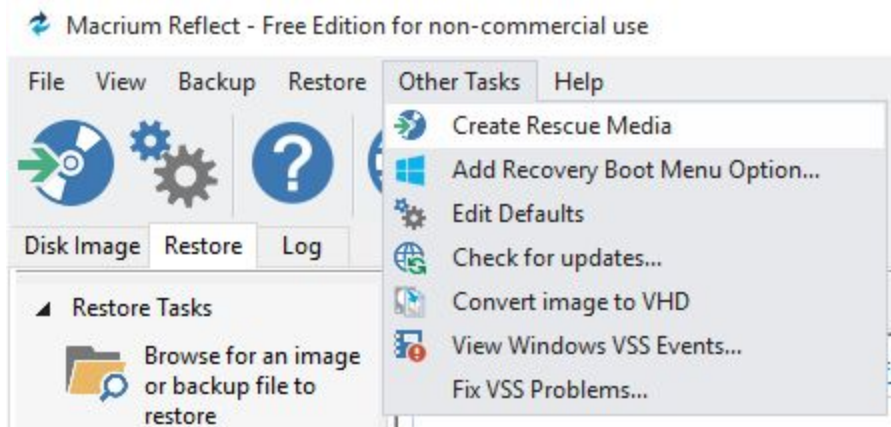 Macrium Reflect - Free Edition for non-commercial use
File View Backup Restore Other Tasks Help
Create Rescue Media
Add Recovery Boot Menu Option...
Edit Defaults
Check for updates...
Convert image to VHD
View Windows VSS Events...
Fix VSS Problems...
?
Disk Image Restore Log
Restore Tasks
Browse for an image
or backup file to
restore